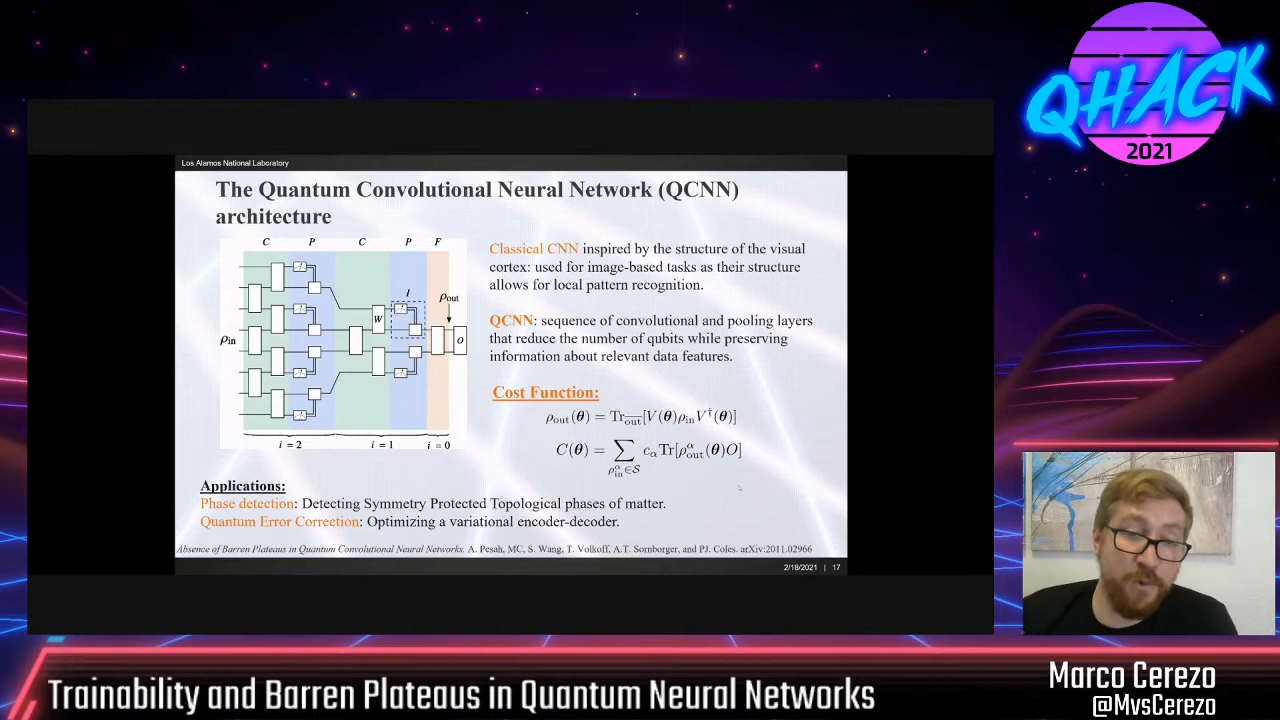 QHACK
2021
Los Alamos National Laboratory
The Quantum Convolutional Neural Network (QCNN)
architecture
C P C P F
l
ρout
W
ρin
O
i = 2 i = 1 i = 0
Classical CNN inspired by the structure of the visual
cortex: used for image-based tasks as their structure
allows for local pattern recognition.
QCNN: sequence of convolutional and pooling layers
that reduce the number of qubits while preserving
information about relevant data features.
Cost Function:
ρout(θ) = Tr‾out[V(θ)ρinV†(θ)]
C(θ) = ∑ cαTr[ραout(θ)O]
ραin∈S
Applications:
Phase detection: Detecting Symmetry Protected Topological phases of matter.
Quantum Error Correction: Optimizing a variational encoder-decoder.
Absence of Barren Plateaus in Quantum Convolutional Neural Networks. A. Pesah, MC, S. Wang, T. Volkoff, A.T. Sornborger, and PJ. Coles. arXiv:2011.02966
2/18/2021 | 17
Trainability and Barren Plateaus in Quantum Neural Networks
Marco Cerezo
@MvsCerezo